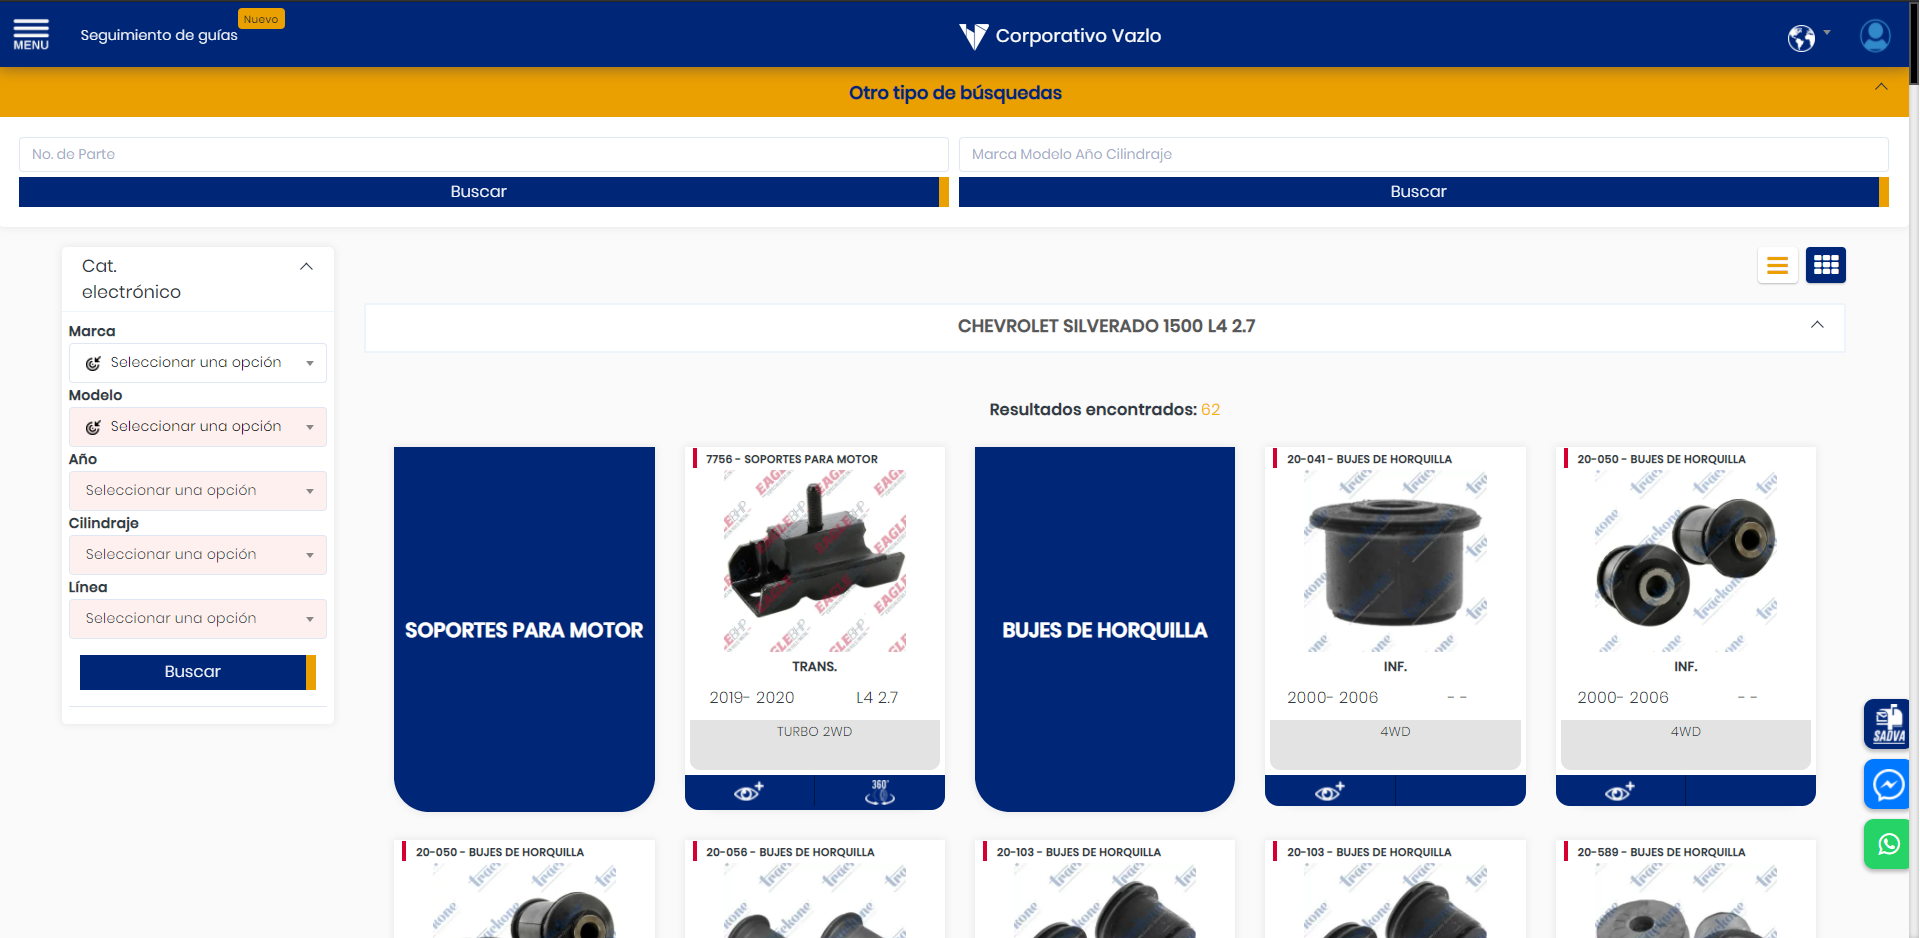 MENU
Seguimiento de guías
Nuevo
Corporativo Vazlo
Otro tipo de búsquedas
No. de Parte
Marca Modelo Año Cilindraje
Buscar
Buscar
Cat.
electrónico
Marca
Seleccionar una opción
Modelo
Seleccionar una opción
Año
Seleccionar una opción
Cilindraje
Seleccionar una opción
Línea
Seleccionar una opción
Buscar
CHEVROLET SILVERADO 1500 L4 2.7
Resultados encontrados: 62
SOPORTES PARA MOTOR
7756 - SOPORTES PARA MOTOR
EAGLE BHP
TRANS.
2019- 2020 L4 2.7
TURBO 2WD
360°
BUJES DE HORQUILLA
20-041 - BUJES DE HORQUILLA
trackone
INF.
2000- 2006 - -
4WD
20-050 - BUJES DE HORQUILLA
trackone
INF.
2000- 2006 - -
4WD
SADVA
20-050 - BUJES DE HORQUILLA
20-056 - BUJES DE HORQUILLA
20-103 - BUJES DE HORQUILLA
20-103 - BUJES DE HORQUILLA
20-589 - BUJES DE HORQUILLA